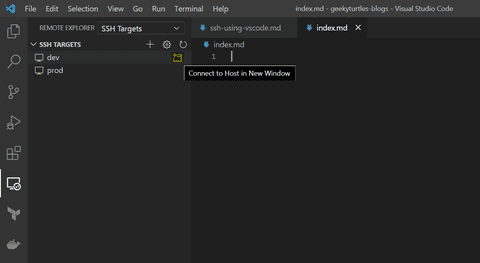 File Edit Selection View Go Run Terminal Help index.md - geekyturtles-blogs - Visual Studio Code
REMOTE EXPLORER SSH Targets
ssh-using-vscode.md index.md
SSH TARGETS
index.md
dev
1
Connect to Host in New Window
prod